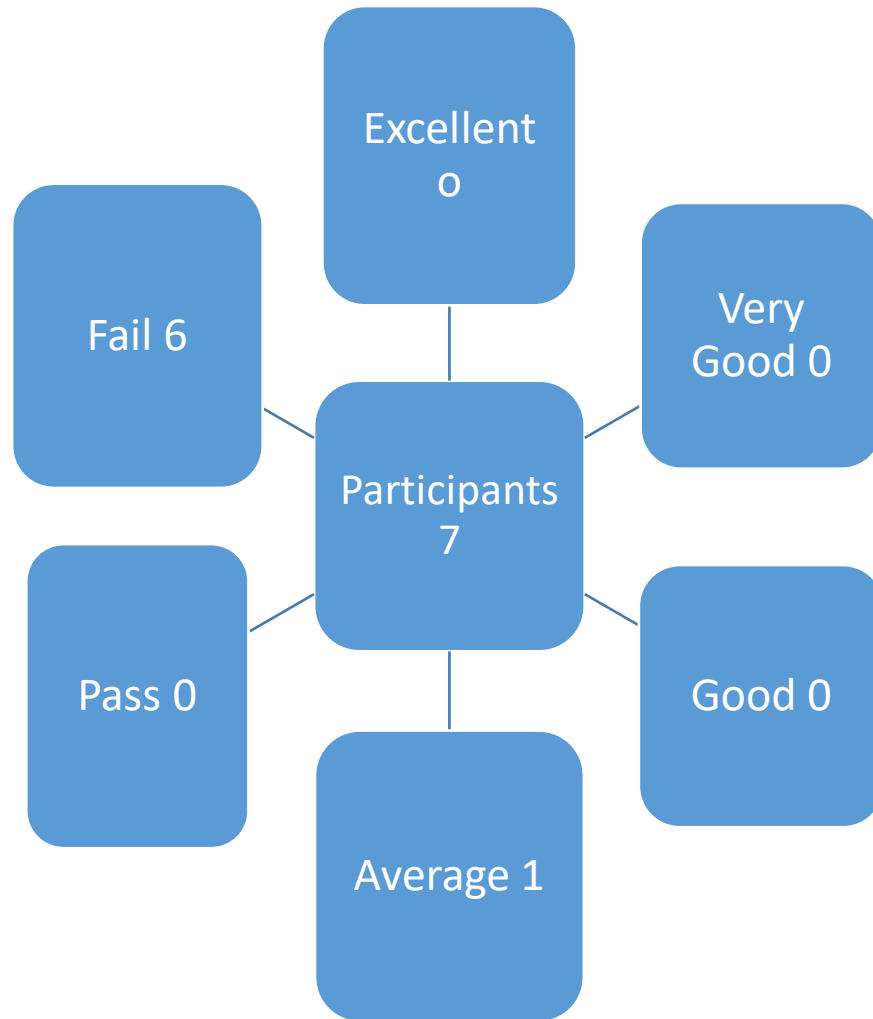 Excellent
o
Very
Good 0
Good 0
Average 1
Pass 0
Fail 6
Participants
7